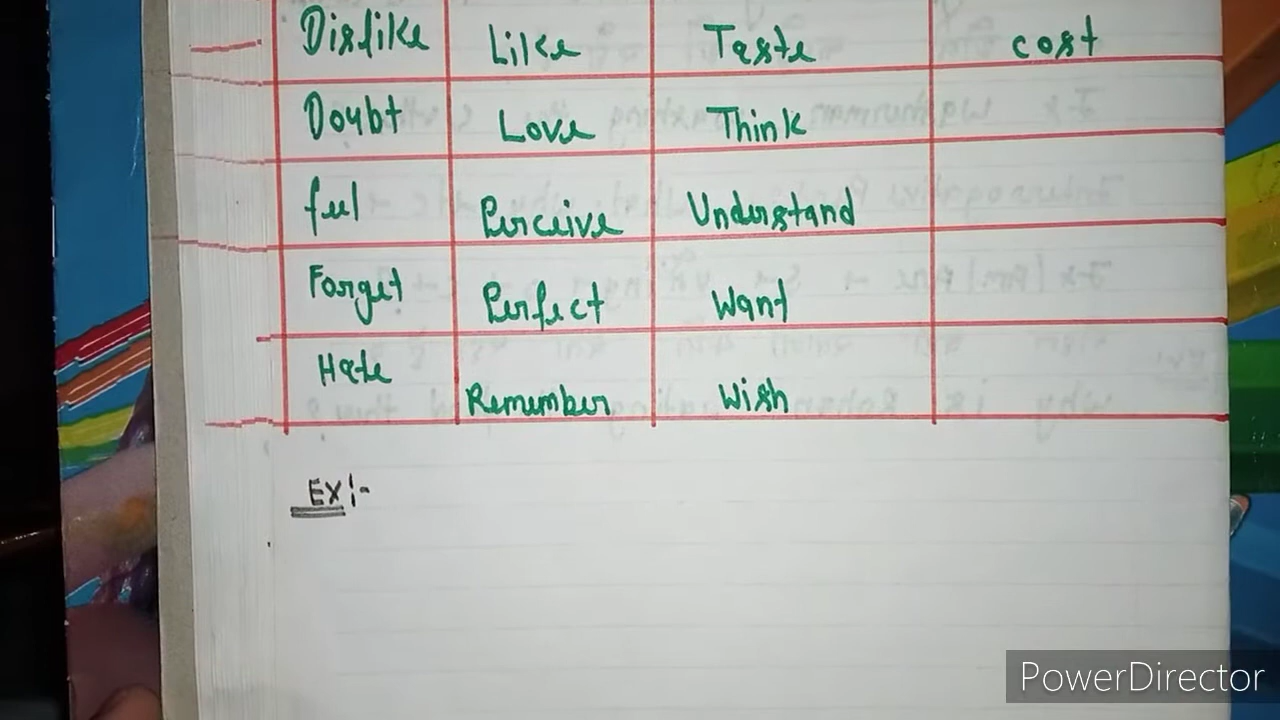 Dislike Like Taste cost
Doubt Love Think
feel Perceive Understand
Forget Perfect Want
Hate Remember Wish
Ex:-
PowerDirector